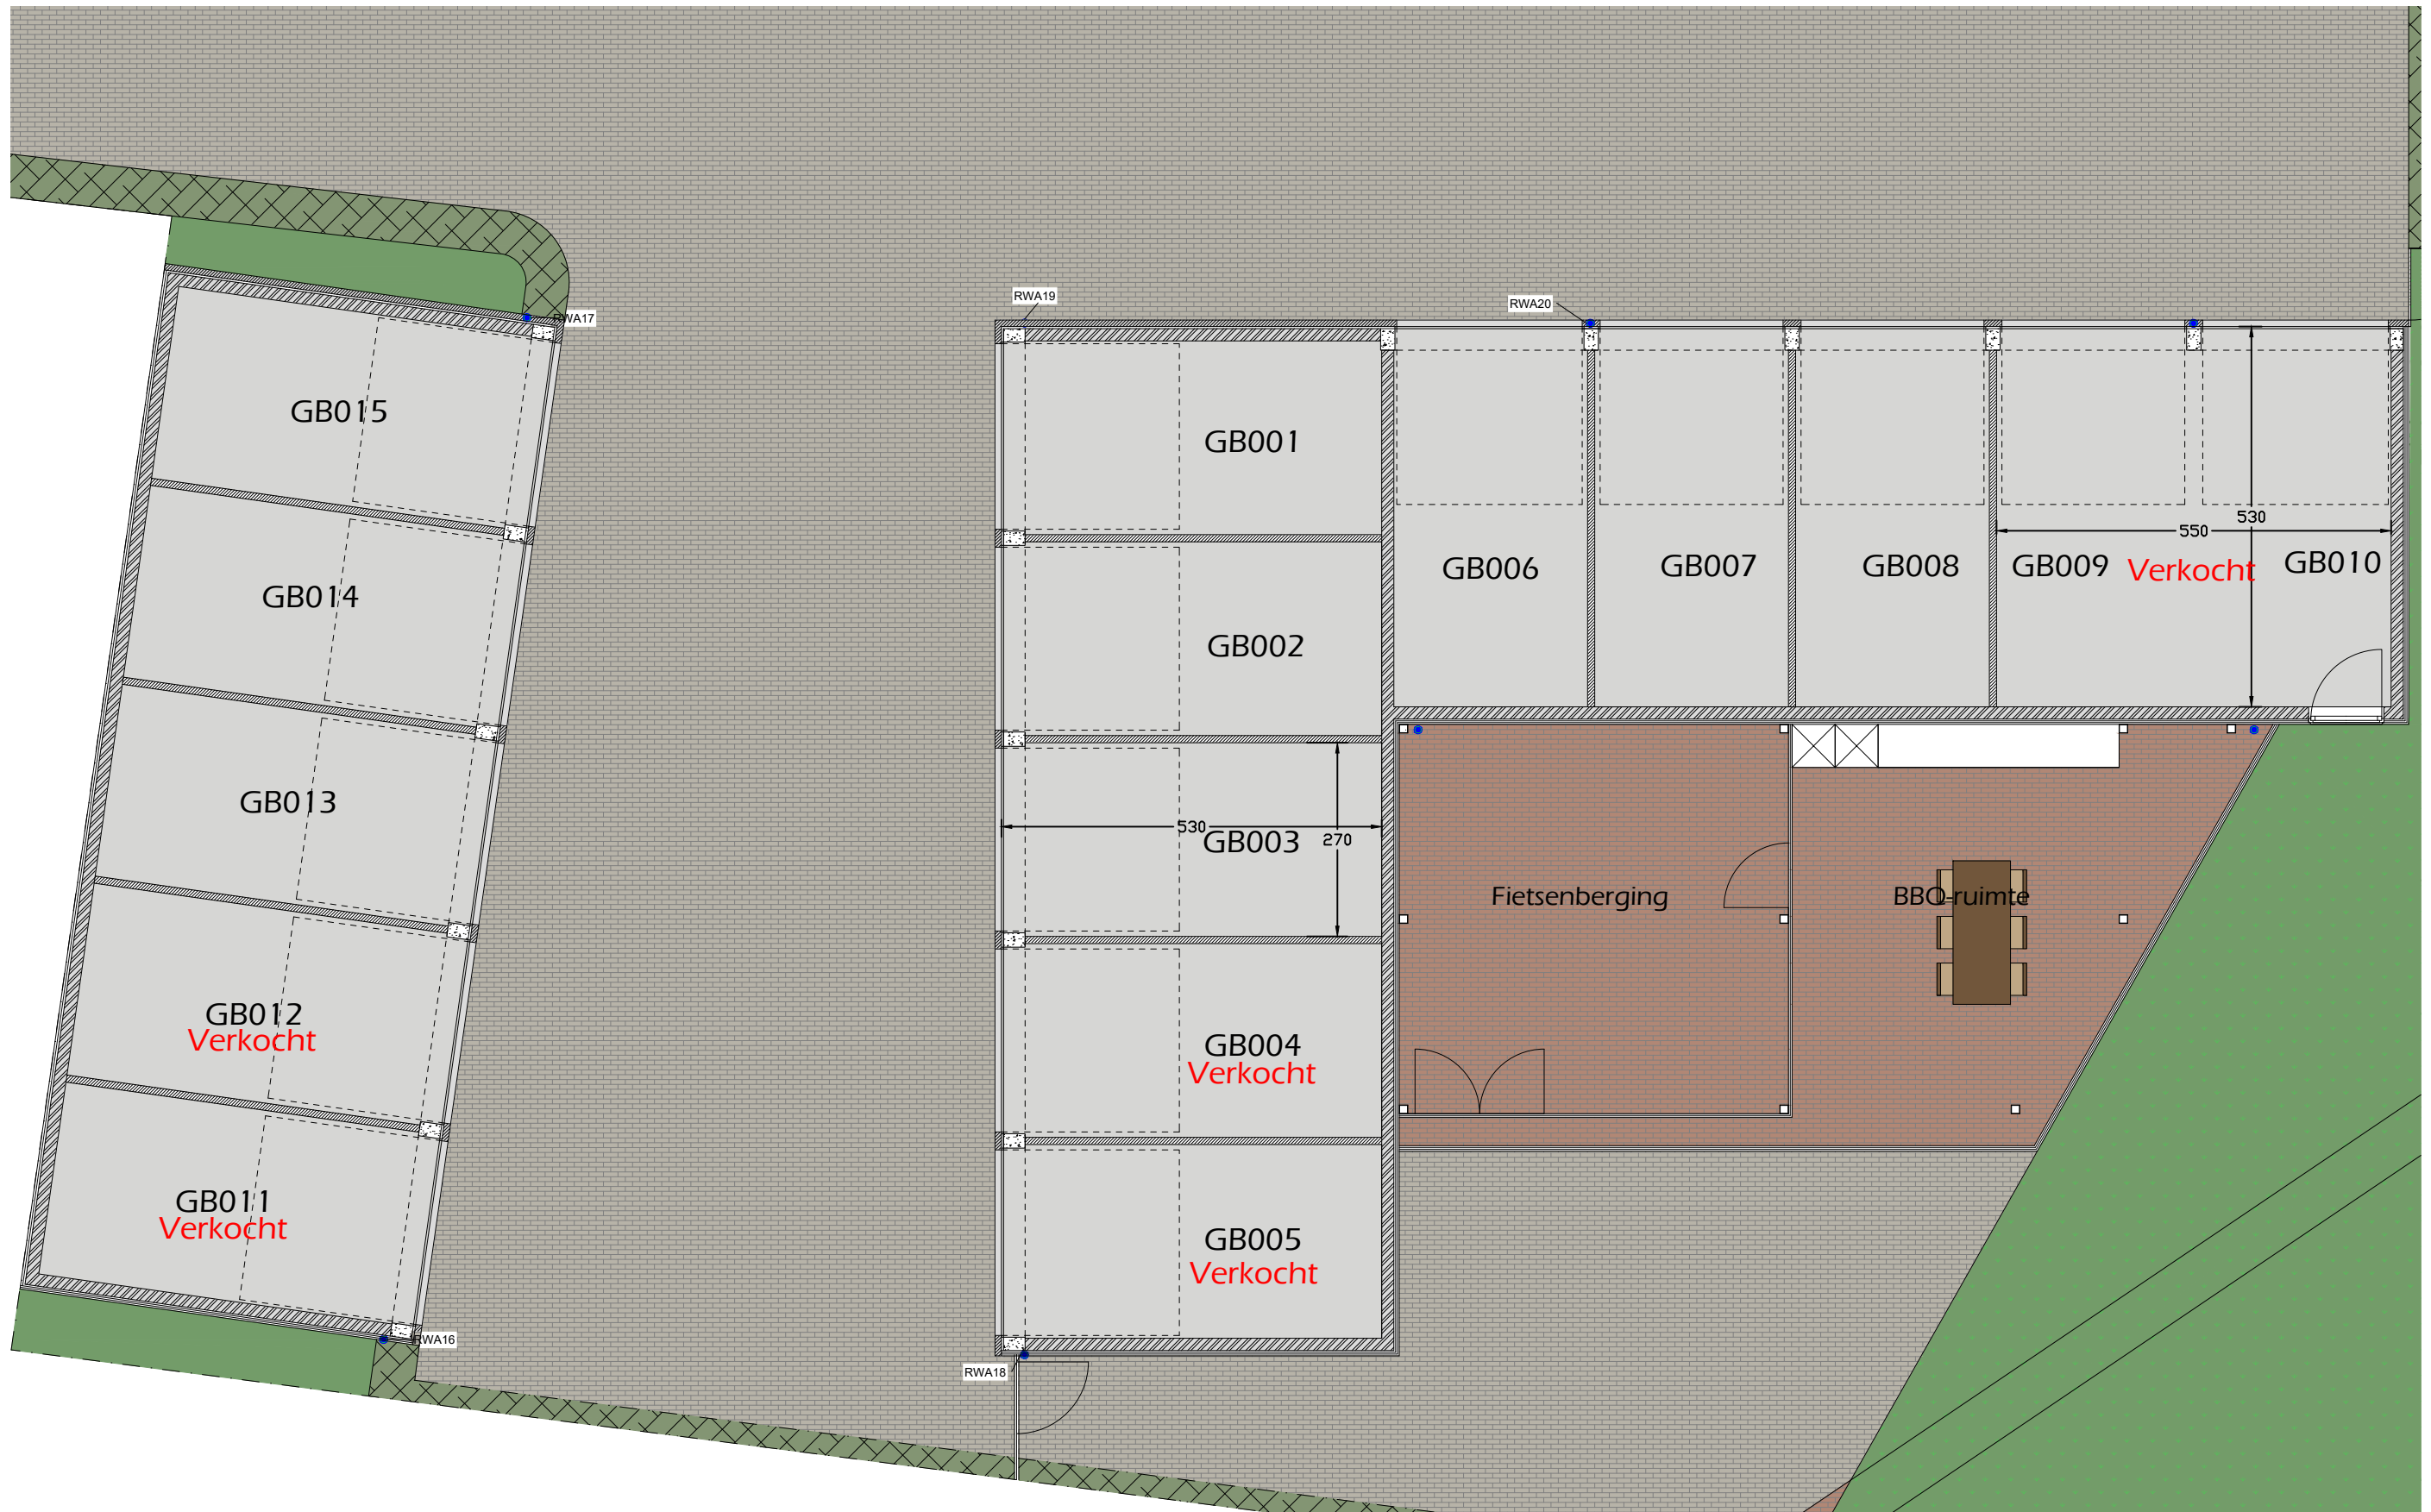 RWA19
RWA20
RWA17
GB015
GB001
530
550
GB006
GB007
GB008
GB009
Verkocht
GB010
GB014
GB002
GB013
530
GB003
270
Fietsenberging
BBQ-ruimte
GB012
Verkocht
GB004
Verkocht
GB011
Verkocht
GB005
Verkocht
RWA16
RWA18